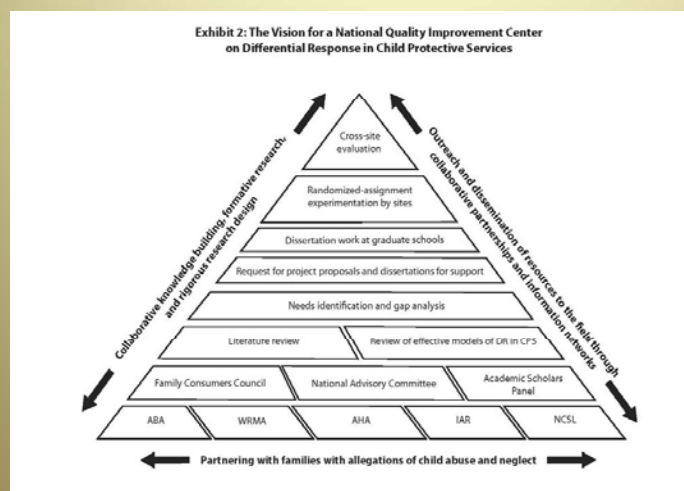 Exhibit 2: The Vision for a National Quality Improvement Center
on Differential Response in Child Protective Services
Collaborative knowledge building, formative research,
and rigorous research design
Outreach and dissemination of resources to the field through
collaborative partnerships and information networks
Cross-site
evaluation
Randomized-assignment
experimentation by sites
Dissertation work at graduate schools
Request for project proposals and dissertations for support
Needs identification and gap analysis
Literature review
Review of effective models of DR in CPS
Family Consumers Council
National Advisory Committee
Academic Scholars
Panel
ABA
WRMA
AHA
IAR
NCSL
Partnering with families with allegations of child abuse and neglect